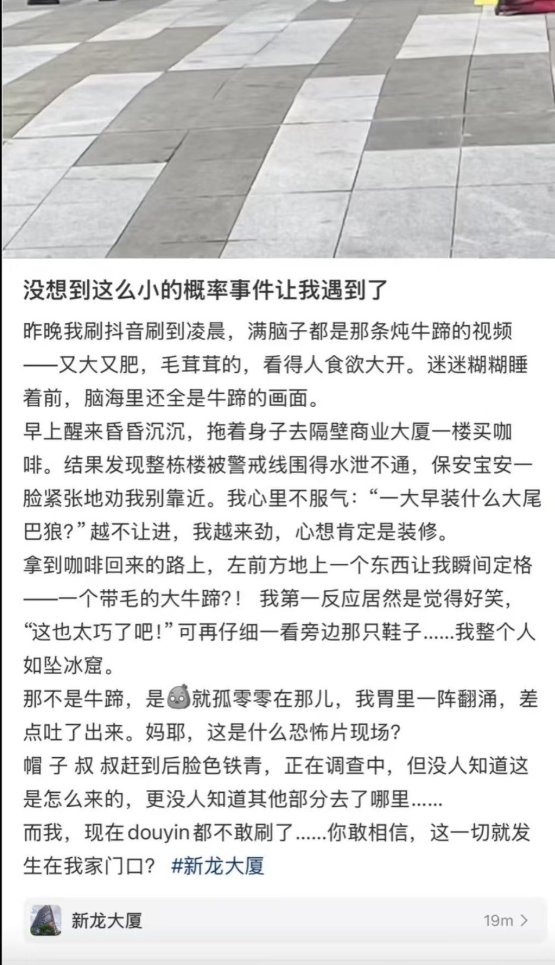 没想到这么小的概率事件让我遇到了
昨晚我刷抖音刷到凌晨，满脑子都是那条炖牛蹄的视频
——又大又肥，毛茸茸的，看得人食欲大开。迷迷糊糊睡
着前，脑海里还全是牛蹄的画面。
早上醒来昏昏沉沉，拖着身子去隔壁商业大厦一楼买咖
啡。结果发现整栋楼被警戒线围得水泄不通，保安宝安一
脸紧张地劝我别靠近。我心里不服气：“一大早装什么大尾
巴狼？”越不让进，我越来劲，心想肯定是装修。
拿到咖啡回来的路上，左前方地上一个东西让我瞬间定格
——一个带毛的大牛蹄？！ 我第一反应居然是觉得好笑，
“这也太巧了吧！”可再仔细一看旁边那只鞋子……我整个人
如坠冰窟。
那不是牛蹄，是就孤零零在那儿，我胃里一阵翻涌，差
点吐了出来。妈耶，这是什么恐怖片现场？
帽 子 叔 叔赶到后脸色铁青，正在调查中，但没人知道这
是怎么来的，更没人知道其他部分去了哪里……
而我，现在douyin都不敢刷了……你敢相信，这一切就发
生在我家门口？ #新龙大厦
新龙大厦 19m